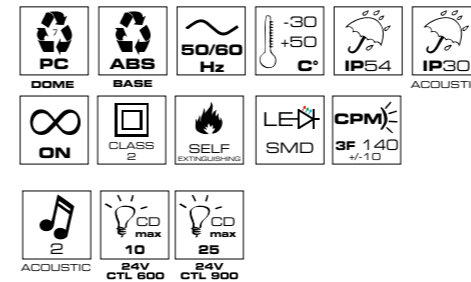 7
PC
DOME
ABS
BASE
50/60
Hz
-30
+50
C°
IP54
IP30
ACOUSTI
ON
CLASS
2
SELF
EXTINGUISHING
LED
SMD
CPM
3F 140
+/-10
2
ACOUSTIC
CD
max
10
24V
CTL 600
CD
max
25
24V
CTL 900